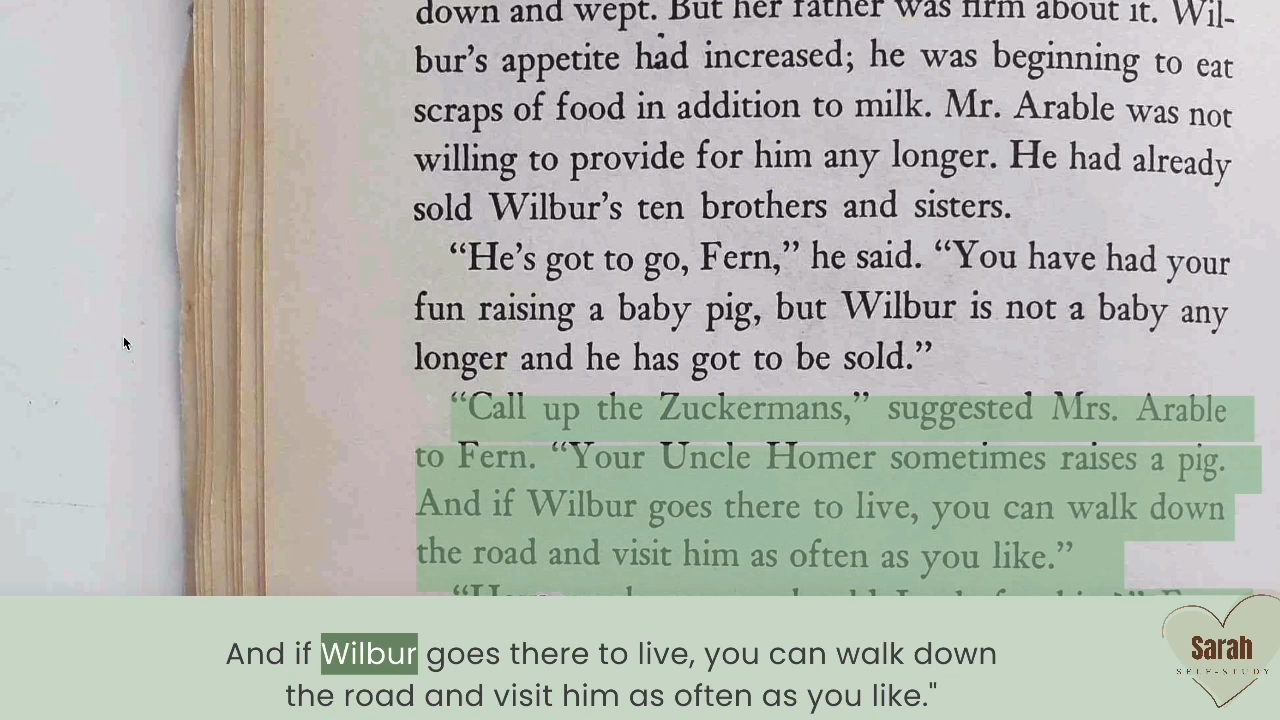 down and wept. But her father was firm about it. Wil-
bur's appetite had increased; he was beginning to eat
scraps of food in addition to milk. Mr. Arable was not
willing to provide for him any longer. He had already
sold Wilbur's ten brothers and sisters.
“He's got to go, Fern,” he said. “You have had your
fun raising a baby pig, but Wilbur is not a baby any
longer and he has got to be sold.”
“Call up the Zuckermans,” suggested Mrs. Arable
to Fern. “Your Uncle Homer sometimes raises a pig.
And if Wilbur goes there to live, you can walk down
the road and visit him as often as you like.”
And if Wilbur goes there to live, you can walk down
the road and visit him as often as you like."
Sarah
SELF-STUDY